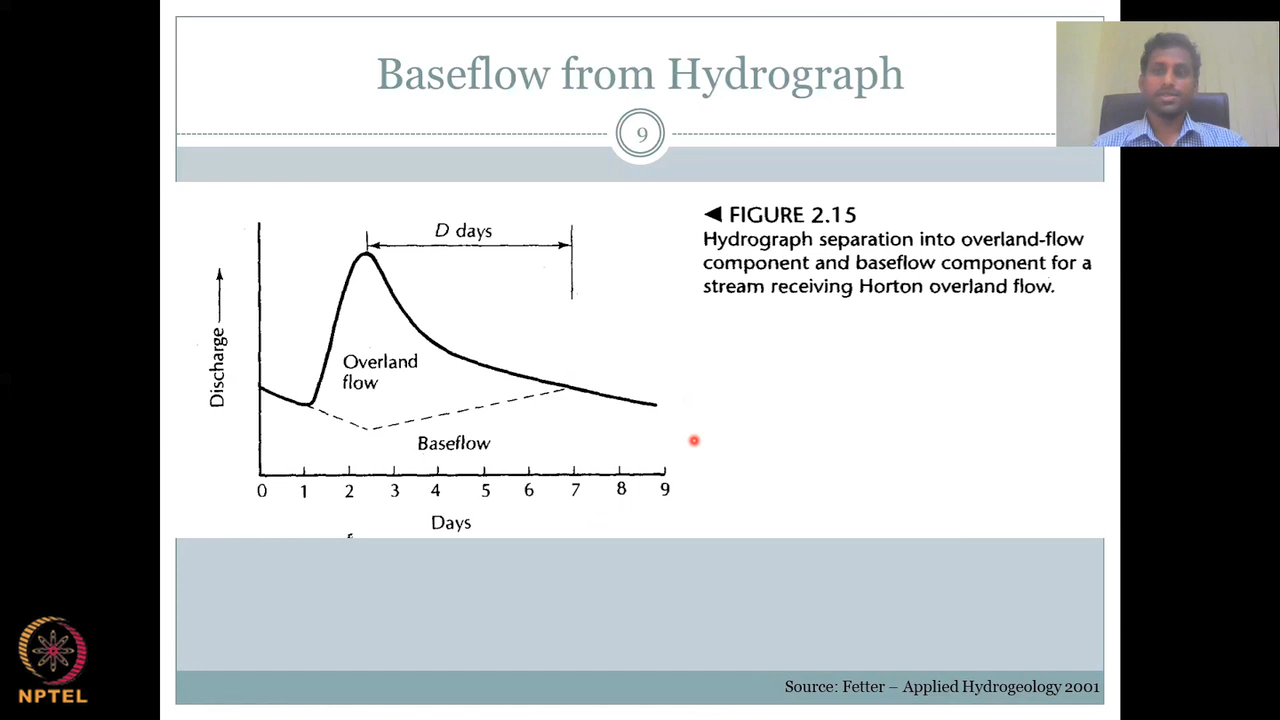 Baseflow from Hydrograph
9
D days
Discharge
Overland
flow
Baseflow
0 1 2 3 4 5 6 7 8 9
Days
◄ FIGURE 2.15
Hydrograph separation into overland-flow
component and baseflow component for a
stream receiving Horton overland flow.
NPTEL
Source: Fetter – Applied Hydrogeology 2001